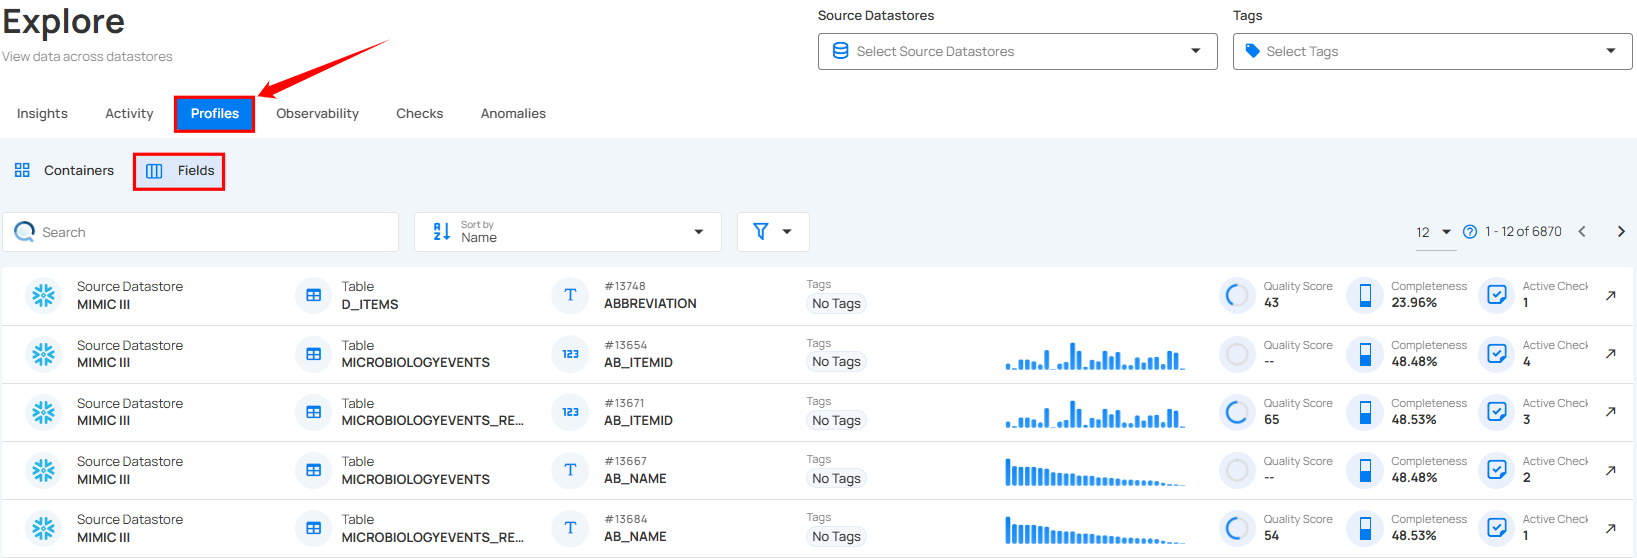 Explore
View data across datastores
Source Datastores
Select Source Datastores
Tags
Select Tags
Insights
Activity
Profiles
Observability
Checks
Anomalies
Containers
Fields
Search
Sort by
Name
12
1 - 12 of 6870
Source Datastore
MIMIC III
Table
D_ITEMS
#13748
ABBREVIATION
Tags
No Tags
Quality Score
43
Completeness
23.96%
Active Check
1
Source Datastore
MIMIC III
Table
MICROBIOLOGYEVENTS
123
#13654
AB_ITEMID
Tags
No Tags
Quality Score
--
Completeness
48.48%
Active Check
4
Source Datastore
MIMIC III
Table
MICROBIOLOGYEVENTS_RE...
123
#13671
AB_ITEMID
Tags
No Tags
Quality Score
65
Completeness
48.53%
Active Check
3
Source Datastore
MIMIC III
Table
MICROBIOLOGYEVENTS
#13667
AB_NAME
Tags
No Tags
Quality Score
--
Completeness
48.48%
Active Check
2
Source Datastore
MIMIC III
Table
MICROBIOLOGYEVENTS_RE...
#13684
AB_NAME
Tags
No Tags
Quality Score
54
Completeness
48.53%
Active Check
1